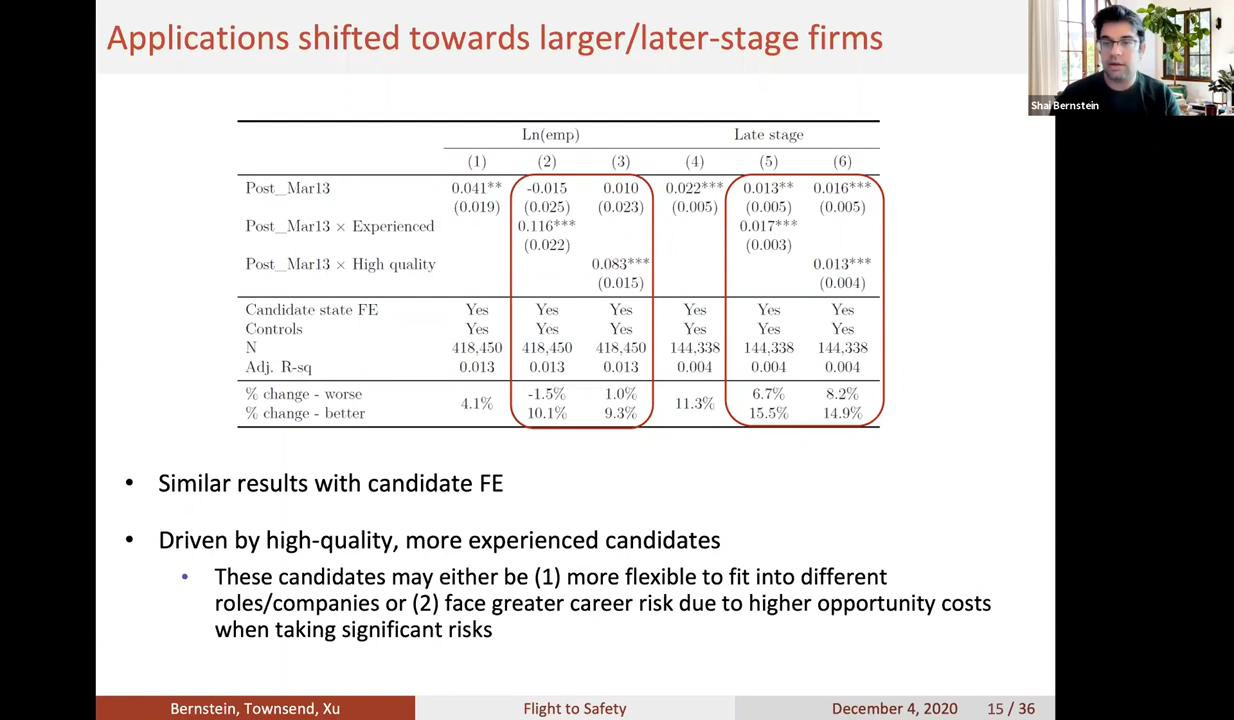 Applications shifted towards larger/later-stage firms
Shai Bernstein
Ln(emp) Late stage
(1) (2) (3) (4) (5) (6)
Post_Mar13 0.041** -0.015 0.010 0.022*** 0.013** 0.016***
(0.019) (0.025) (0.023) (0.005) (0.005) (0.005)
Post_Mar13 × Experienced 0.116*** 0.017***
(0.022) (0.003)
Post_Mar13 × High quality 0.083*** 0.013***
(0.015) (0.004)
Candidate state FE Yes Yes Yes Yes Yes Yes
Controls Yes Yes Yes Yes Yes Yes
N 418,450 418,450 418,450 144,338 144,338 144,338
Adj. R-sq 0.013 0.013 0.013 0.004 0.004 0.004
% change - worse 4.1% -1.5% 1.0% 11.3% 6.7% 8.2%
% change - better 10.1% 9.3% 15.5% 14.9%
• Similar results with candidate FE
• Driven by high-quality, more experienced candidates
• These candidates may either be (1) more flexible to fit into different
roles/companies or (2) face greater career risk due to higher opportunity costs
when taking significant risks
Bernstein, Townsend, Xu Flight to Safety December 4, 2020 15 / 36